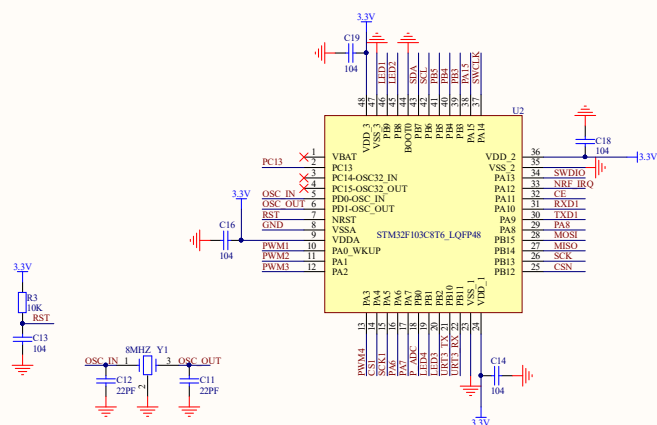 3.3V
C19
104
LED1
LED2
SDA
SCL
PB5
PB4
PB3
PA15
SWCLK
48
47
46
45
44
43
42
41
40
39
38
37
U2
VDD_3
VSS_3
PB9
PB8
BOOT0
PB7
PB6
PB5
PB4
PB3
PA15
PA14
C18
104
3.3V
1 VBAT
PC13 2 PC13
3 PC14-OSC32_IN
4 PC15-OSC32_OUT
OSC_IN 5 PD0-OSC_IN
OSC_OUT 6 PD1-OSC_OUT
RST 7 NRST
GND 8 VSSA
9 VDDA
PWM1 10 PA0_WKUP
PWM2 11 PA1
PWM3 12 PA2
3.3V
C16
104
STM32F103C8T6_LQFP48
VDD_2 36
VSS_2 35
PA13 34 SWDIO
PA12 33 NRF_IRQ
PA11 32 CE
PA10 31 RXD1
PA9 30 TXD1
PA8 29 PA8
PB15 28 MOSI
PB14 27 MISO
PB13 26 SCK
PB12 25 CSN
PA3
PA4
PA5
PA6
PA7
PB0
PB1
PB2
PB10
PB11
VSS_1
VDD_1
13
14
15
16
17
18
19
20
21
22
23
24
PWM4
CS1
SCK1
PA6
PA7
P_ADC
LED4
LED3
URT3_TX
URT3_RX
C14
104
3.3V
3.3V
R3
10K
RST
C13
104
8MHZ Y1
OSC_IN 1
3 OSC_OUT
2
C12
22PF
C11
22PF